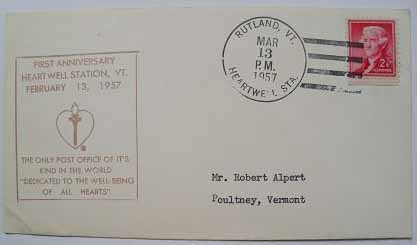 FIRST ANNIVERSARY
HEARTWELL STATION, VT.
FEBRUARY 13, 1957
THE ONLY POST OFFICE OF IT'S
KIND IN THE WORLD
"DEDICATED TO THE WELL-BEING
OF ALL HEARTS"
RUTLAND, VT.
MAR
13
P.M.
1957
HEARTWELL STA.
2¢
Mr. Robert Alpert
Poultney, Vermont